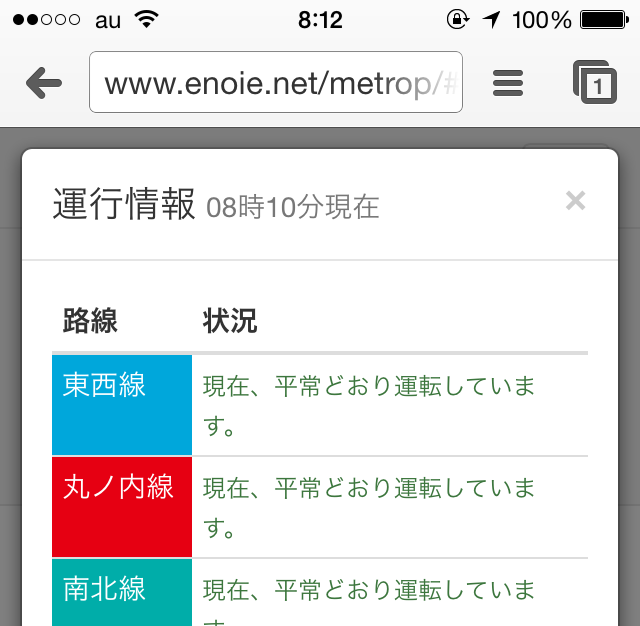 au 8:12 100%
www.enoie.net/metrop/#
1
運行情報 08時10分現在 ×
路線 状況
東西線 現在、平常どおり運転していま
す。
丸ノ内線 現在、平常どおり運転していま
す。
南北線 現在、平常どおり運転していま